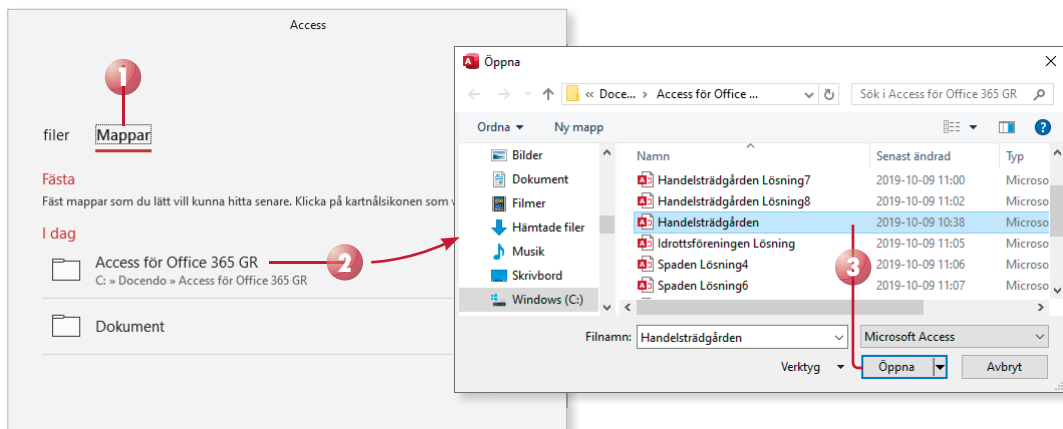 Access
1
filer Mappar
Fästa
Fäst mappar som du lätt vill kunna hitta senare. Klicka på kartnålsikonen som
I dag
Access för Office 365 GR
2
C: » Docendo » Access för Office 365 GR
Dokument
Öppna
« Doce... › Access för Office ...
Sök i Access för Office 365 GR
Ordna Ny mapp
Bilder
Dokument
Filmer
Hämtade filer
Musik
Skrivbord
Windows (C:)
Namn Senast ändrad Typ
Handelsträdgården Lösning7 2019-10-09 11:00 Microso
Handelsträdgården Lösning8 2019-10-09 11:02 Microso
Handelsträdgården 2019-10-09 10:38 Microso
Idrottsföreningen Lösning 2019-10-09 11:05 Microso
Spaden Lösning4 2019-10-09 11:06 Microso
Spaden Lösning6 2019-10-09 11:07 Microso
3
Filnamn: Handelsträdgården Microsoft Access
Verktyg Öppna Avbryt